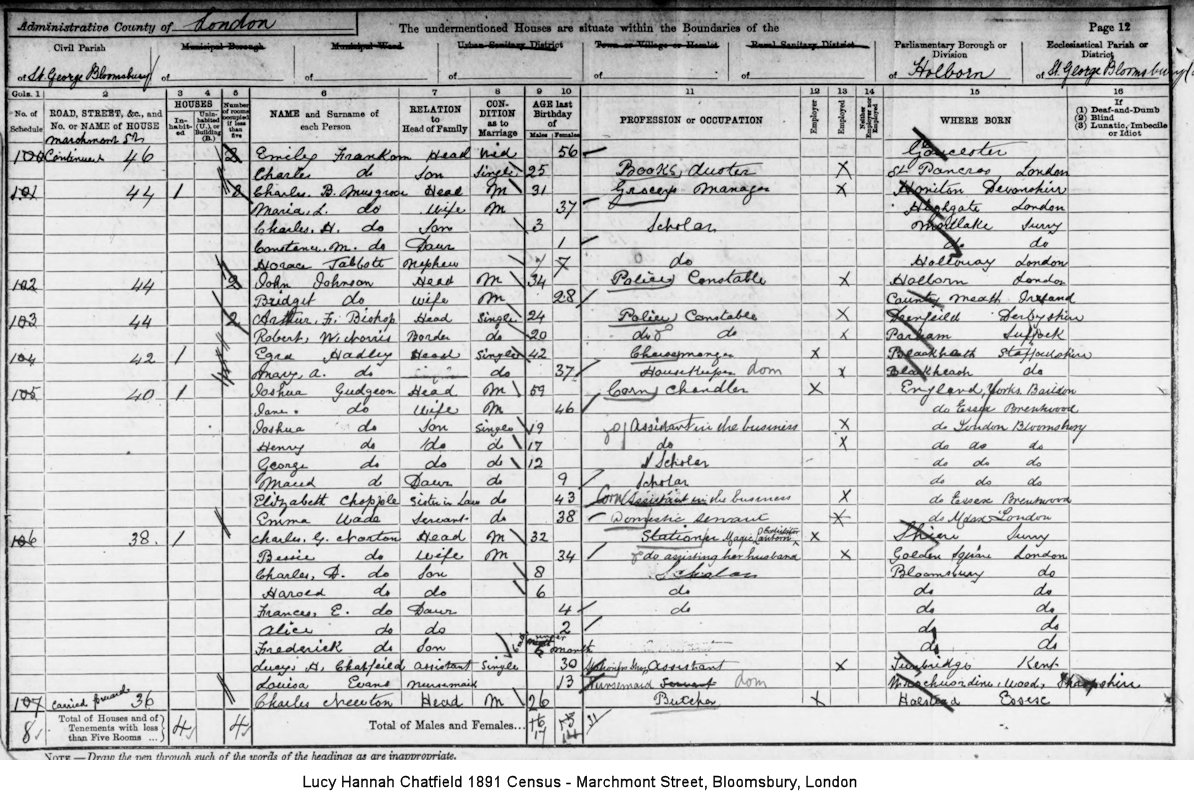 Administrative County of London The undermentioned Houses are situate within the Boundaries of the Page 12
Civil Parish Municipal Borough Municipal Ward Urban Sanitary District Town or Village or Hamlet Rural Sanitary District Parliamentary Borough or Division Ecclesiastical Parish or District
of St. George Bloomsbury of of of of of of Holborn of St. George Bloomsbury
Cols. 1 2 3 4 5 6 7 8 9 10 11 12 13 14 15 16
No. of Schedule ROAD, STREET, &c., and No. or NAME of HOUSE HOUSES Inhabited Uninhabited (U.) or Building (B.) Number of rooms occupied if less than five NAME and Surname of each Person RELATION to Head of Family CONDITION as to Marriage AGE last Birthday of Males Females PROFESSION or OCCUPATION Employer Employed Neither Employer nor Employed WHERE BORN If (1) Deaf-and-Dumb (2) Blind (3) Lunatic, Imbecile or Idiot
Marchmont St
100 Continued 46 2 Emily Frankom Head Wid 56 Gloucester
Charles do Son Single 25 Books duster X St. Pancras London
101 44 1 Charles B. Musgrove Head M 31 Grocers Manager X Honiton Devonshire
Maria L. do Wife M 37 Highgate London
Charles. H. do Son 3 Scholar Mortlake Surry
Constance. M. do Daur 1 do do
Horace Tabbott Nephew 7 do Holloway London
102 44 2 John Johnson Head M 34 Police Constable X Holborn London
Bridget do Wife M 28 County Meath Ireland
103 44 2 Arthur. F. Bishop Head Single 24 Police Constable X Derbyshire
Robert. W. Norris Border do 20 do do X Parham Suffock
104 42 1 Ezra Hadley Head Single 42 Cheesemonger X Blackheath Staffordshire
Mary. A. do do 37 Housekeeper dom X Blackheath do
105 40 1 Joshua Gudgeon Head M 59 Corn Chandler X England, Yorks. Baildon
Jane. do Wife M 46 do Essex Brentwood
Joshua do Son Single 19 Assistant in the business X do London Bloomsbury
Henry do do do 17 do X do do do
George do do do 12 Scholar do do do
Maud do Daur do 9 Scholar do do do
Elizabeth Chopple Sister in Law do 43 Corn Assistant in the business X do Essex Brentwood
Emma Wade Servant do 38 Domestic Servant X do Mdsx London
106 38. 1 Charles. G. Norton Head M 32 Stationer Magic Lantern X Shiere Surry
Bessie do Wife M 34 do assisting her husband X Golden Square London
Charles, D. do Son 8 Scholar Bloomsbury do
Harold do do 6 do do do
Frances, E. do Daur 4 do do do
Alice do do 2 do do
Frederick do Son 6 month do do
Lucy. H. Chatfeild Assistant Single 30 Assistant X Tunbridge Kent
Louisa Evans Nursemaid 13 Nursemaid Servant dom Wood, Shropshire
107 carried forward 36 Charles Newton Head M 26 Butcher X Halstead Essex
8 Total of Houses and of Tenements with less than Five Rooms ... 4 4 Total of Males and Females... 17 14 31
NOTE.—Draw the pen through such of the words of the headings as are inappropriate.
Lucy Hannah Chatfield 1891 Census - Marchmont Street, Bloomsbury, London